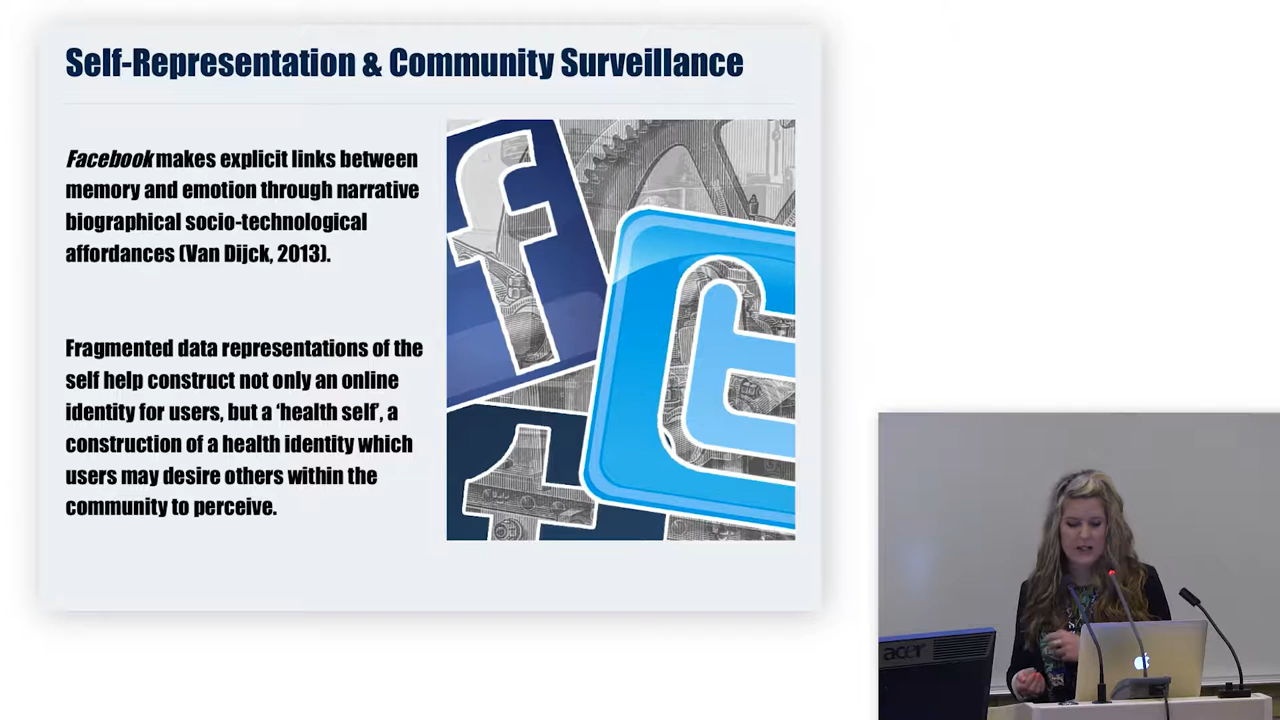 Self-Representation & Community Surveillance
Facebook makes explicit links between
memory and emotion through narrative
biographical socio-technological
affordances (Van Dijck, 2013).
Fragmented data representations of the
self help construct not only an online
identity for users, but a ‘health self’, a
construction of a health identity which
users may desire others within the
community to perceive.
f
t
acer